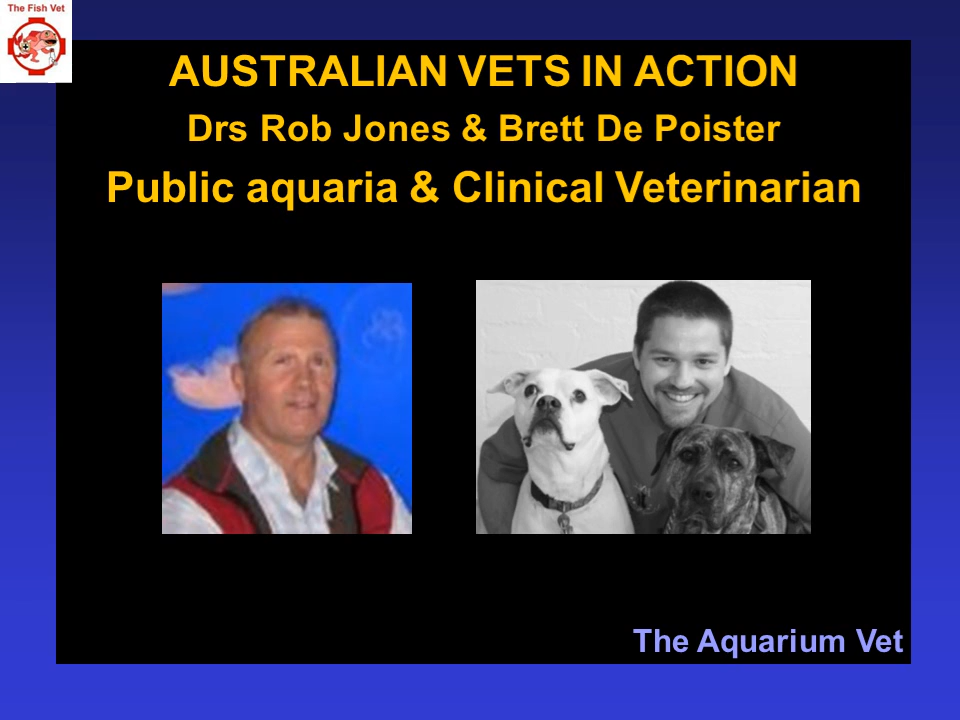 The Fish Vet
AUSTRALIAN VETS IN ACTION
Drs Rob Jones & Brett De Poister
Public aquaria & Clinical Veterinarian
The Aquarium Vet